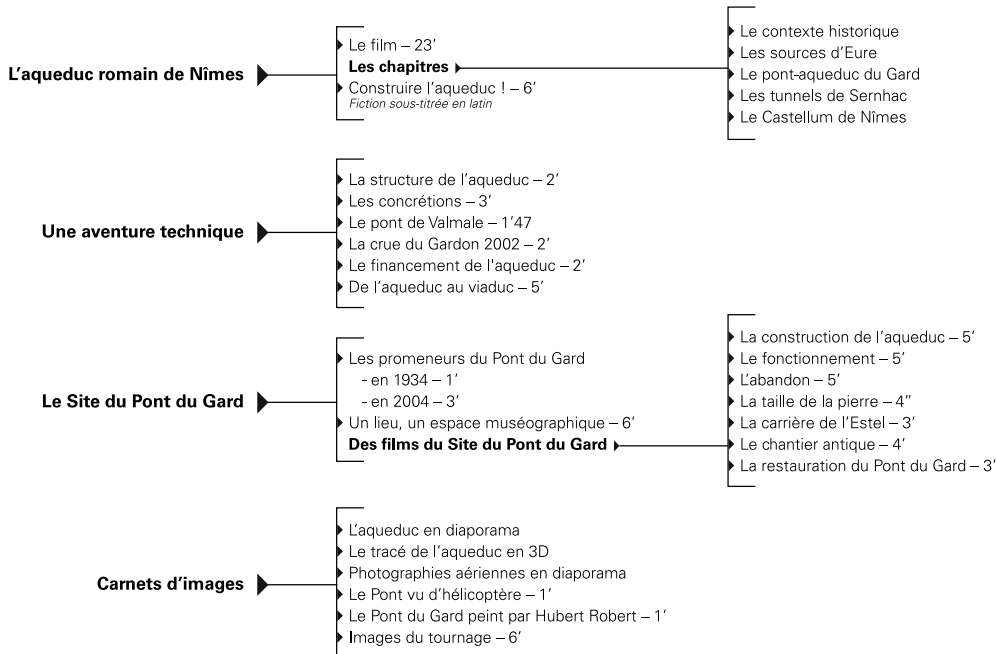 L'aqueduc romain de Nîmes
Le film – 23'
Les chapitres
Construire l'aqueduc ! – 6'
Fiction sous-titrée en latin
Le contexte historique
Les sources d'Eure
Le pont-aqueduc du Gard
Les tunnels de Sernhac
Le Castellum de Nîmes
Une aventure technique
La structure de l'aqueduc – 2'
Les concrétions – 3'
Le pont de Valmale – 1'47
La crue du Gardon 2002 – 2'
Le financement de l'aqueduc – 2'
De l'aqueduc au viaduc – 5'
Le Site du Pont du Gard
Les promeneurs du Pont du Gard
- en 1934 – 1'
- en 2004 – 3'
Un lieu, un espace muséographique – 6'
Des films du Site du Pont du Gard
La construction de l'aqueduc – 5'
Le fonctionnement – 5'
L'abandon – 5'
La taille de la pierre – 4"
La carrière de l'Estel – 3'
Le chantier antique – 4'
La restauration du Pont du Gard – 3'
Carnets d'images
L'aqueduc en diaporama
Le tracé de l'aqueduc en 3D
Photographies aériennes en diaporama
Le Pont vu d'hélicoptère – 1'
Le Pont du Gard peint par Hubert Robert – 1'
Images du tournage – 6'